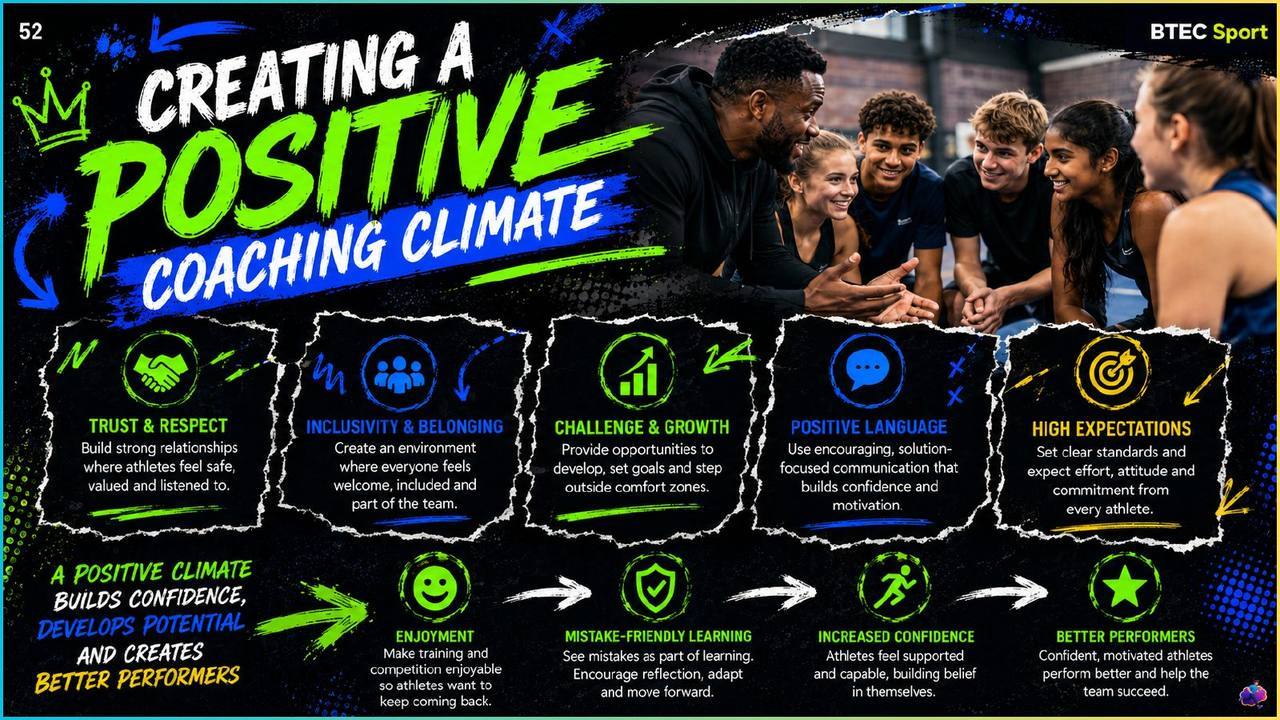 52
BTEC Sport
CREATING A
POSITIVE
COACHING CLIMATE
TRUST & RESPECT
Build strong relationships
where athletes feel safe,
valued and listened to.
INCLUSIVITY & BELONGING
Create an environment
where everyone feels
welcome, included and
part of the team.
CHALLENGE & GROWTH
Provide opportunities to
develop, set goals and step
outside comfort zones.
POSITIVE LANGUAGE
Use encouraging, solution-
focused communication that
builds confidence and
motivation.
HIGH EXPECTATIONS
Set clear standards and
expect effort, attitude and
commitment from
every athlete.
A POSITIVE CLIMATE
BUILDS CONFIDENCE,
DEVELOPS POTENTIAL
AND CREATES
BETTER PERFORMERS
ENJOYMENT
Make training and
competition enjoyable
so athletes want to
keep coming back.
MISTAKE-FRIENDLY LEARNING
See mistakes as part of learning.
Encourage reflection, adapt
and move forward.
INCREASED CONFIDENCE
Athletes feel supported
and capable, building belief
in themselves.
BETTER PERFORMERS
Confident, motivated athletes
perform better and help the
team succeed.